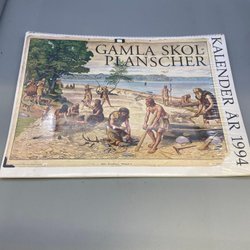 GAMLA SKOL-
PLANSCHER
KALENDER ÅR 1994